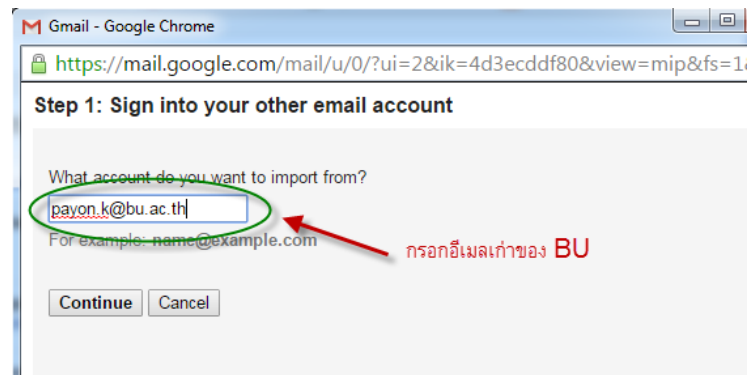 Gmail - Google Chrome
https://mail.google.com/mail/u/0/?ui=2&ik=4d3ecddf80&view=mip&fs=1&
Step 1: Sign into your other email account
What account do you want to import from?
payon.k@bu.ac.th
For example: name@example.com
กรอกอีเมลเก่าของ BU
Continue Cancel